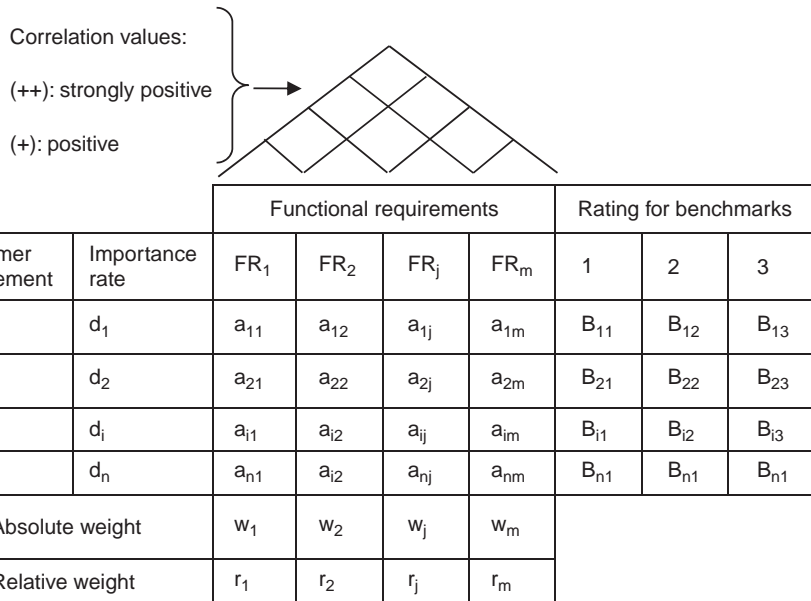 Correlation values:
(++): strongly positive
(+): positive
Functional requirements Rating for benchmarks
Importance rate FR₁ FR₂ FRⱼ FRₘ 1 2 3
d₁ a₁₁ a₁₂ a₁ⱼ a₁ₘ B₁₁ B₁₂ B₁₃
d₂ a₂₁ a₂₂ a₂ⱼ a₂ₘ B₂₁ B₂₂ B₂₃
dᵢ aᵢ₁ aᵢ₂ aᵢⱼ aᵢₘ Bᵢ₁ Bᵢ₂ Bᵢ₃
dₙ aₙ₁ aᵢ₂ aₙⱼ aₙₘ Bₙ₁ Bₙ₁ Bₙ₁
Absolute weight w₁ w₂ wⱼ wₘ
Relative weight r₁ r₂ rⱼ rₘ